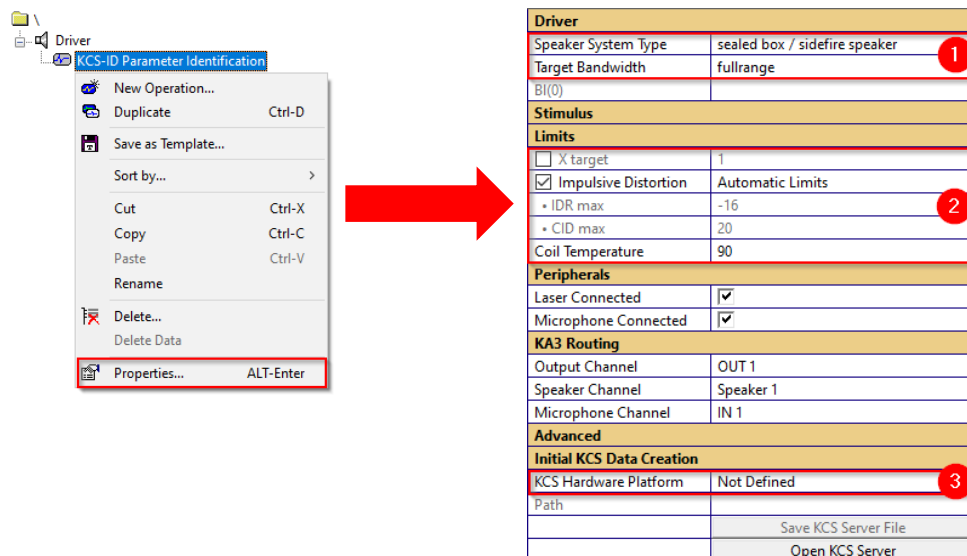 \
Driver
KCS-ID Parameter Identification
New Operation...
Duplicate Ctrl-D
Save as Template...
Sort by... >
Cut Ctrl-X
Copy Ctrl-C
Paste Ctrl-V
Rename
Delete...
Delete Data
Properties... ALT-Enter
Driver
Speaker System Type sealed box / sidefire speaker
1
Target Bandwidth fullrange
Bl(0)
Stimulus
Limits
X target 1
Impulsive Distortion Automatic Limits
• IDR max -16
2
• CID max 20
Coil Temperature 90
Peripherals
Laser Connected
Microphone Connected
KA3 Routing
Output Channel OUT 1
Speaker Channel Speaker 1
Microphone Channel IN 1
Advanced
Initial KCS Data Creation
KCS Hardware Platform Not Defined
3
Path
Save KCS Server File
Open KCS Server